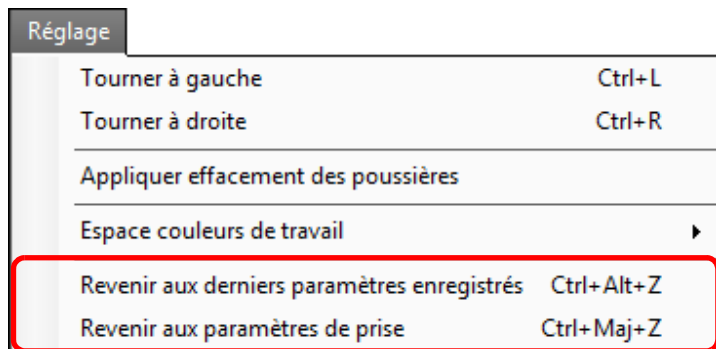 Réglage
Tourner à gauche Ctrl+L
Tourner à droite Ctrl+R
Appliquer effacement des poussières
Espace couleurs de travail
Revenir aux derniers paramètres enregistrés Ctrl+Alt+Z
Revenir aux paramètres de prise Ctrl+Maj+Z